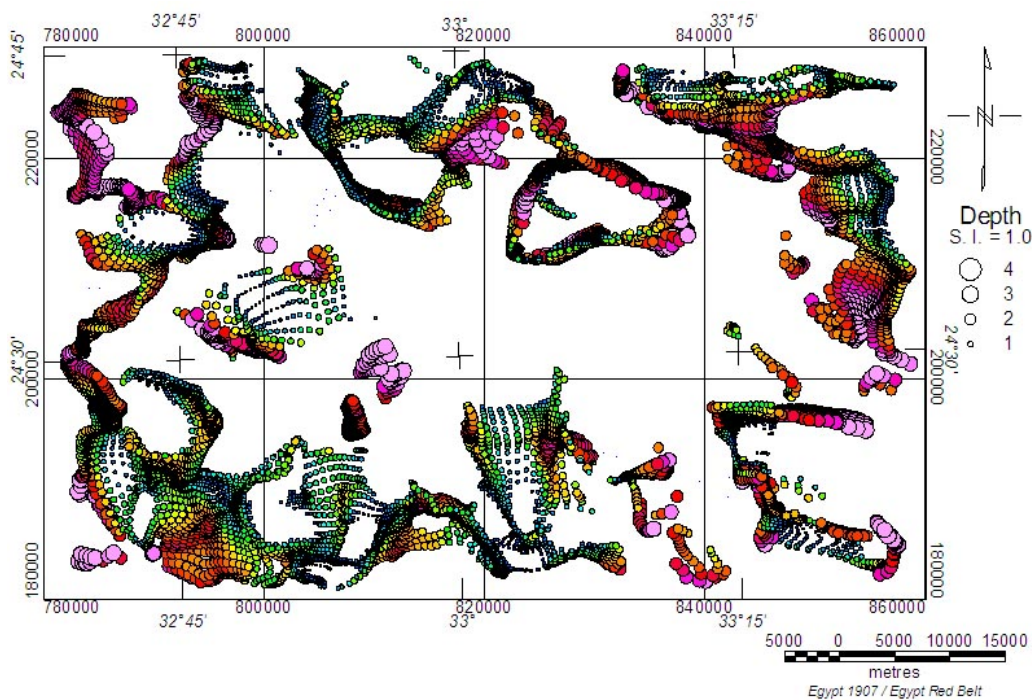 32°45' 33° 33°15'
780000 800000 820000 840000 860000
24°45'
220000 220000
N
Depth
S. I. = 1.0
4
3
2
1
24°30' 24°30'
200000 200000
180000 180000
780000 800000 820000 840000 860000
32°45' 33° 33°15'
5000 0 5000 10000 15000
metres
Egypt 1907 / Egypt Red Belt